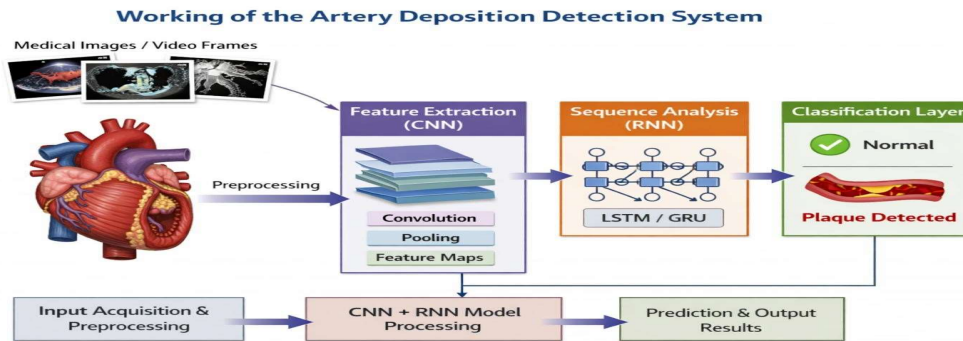 Working of the Artery Deposition Detection System
Medical Images / Video Frames
Preprocessing
Feature Extraction
(CNN)
Convolution
Pooling
Feature Maps
Sequence Analysis
(RNN)
LSTM / GRU
Classification Layer
Normal
Plaque Detected
Input Acquisition &
Preprocessing
CNN + RNN Model
Processing
Prediction & Output
Results